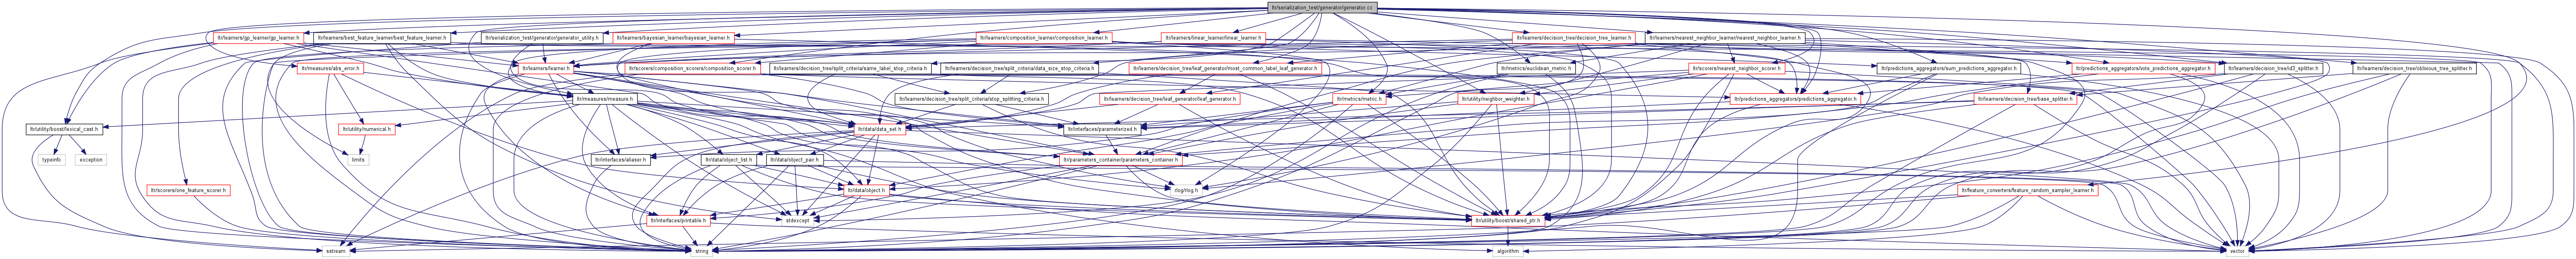 ltr/serialization_test/generator/generator.cc
ltr/learners/gp_learner/gp_learner.h
ltr/learners/best_feature_learner/best_feature_learner.h
ltr/serialization_test/generator/generator_utility.h
ltr/learners/bayesian_learner/bayesian_learner.h
ltr/learners/composition_learner/composition_learner.h
ltr/learners/linear_learner/linear_learner.h
ltr/learners/decision_tree/decision_tree_learner.h
ltr/learners/nearest_neighbor_learner/nearest_neighbor_learner.h
ltr/measures/abs_error.h
ltr/learners/learner.h
ltr/scorers/composition_scorers/composition_scorer.h
ltr/learners/decision_tree/split_criteria/same_label_stop_criteria.h
ltr/learners/decision_tree/split_criteria/data_size_stop_criteria.h
ltr/learners/decision_tree/leaf_generator/most_common_label_leaf_generator.h
ltr/metrics/euclidean_metric.h
ltr/scorers/nearest_neighbor_scorer.h
ltr/predictions_aggregators/sum_predictions_aggregator.h
ltr/predictions_aggregators/vote_predictions_aggregator.h
ltr/learners/decision_tree/id3_splitter.h
ltr/learners/decision_tree/oblivious_tree_splitter.h
ltr/measures/measure.h
ltr/learners/decision_tree/split_criteria/stop_splitting_criteria.h
ltr/learners/decision_tree/leaf_generator/leaf_generator.h
ltr/metrics/metric.h
ltr/utility/neighbor_weighter.h
ltr/predictions_aggregators/predictions_aggregator.h
ltr/learners/decision_tree/base_splitter.h
ltr/utility/boost/lexical_cast.h
ltr/utility/numerical.h
ltr/data/data_set.h
ltr/interfaces/parameterized.h
typeinfo
exception
limits
ltr/interfaces/aliaser.h
ltr/data/object_list.h
ltr/data/object_pair.h
ltr/parameters_container/parameters_container.h
ltr/scorers/one_feature_scorer.h
ltr/data/object.h
rlog/rlog.h
ltr/feature_converters/feature_random_sampler_learner.h
ltr/interfaces/printable.h
stdexcept
ltr/utility/boost/shared_ptr.h
sstream
string
algorithm
vector